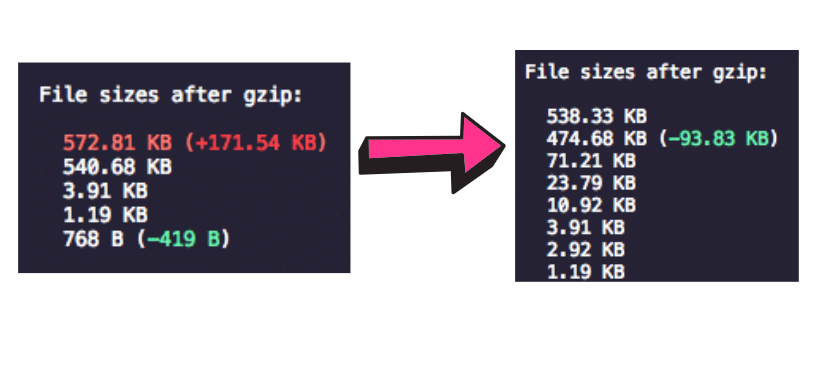 File sizes after gzip:
572.81 KB (+171.54 KB)
540.68 KB
3.91 KB
1.19 KB
768 B (-419 B)
File sizes after gzip:
538.33 KB
474.68 KB (-93.83 KB)
71.21 KB
23.79 KB
10.92 KB
3.91 KB
2.92 KB
1.19 KB